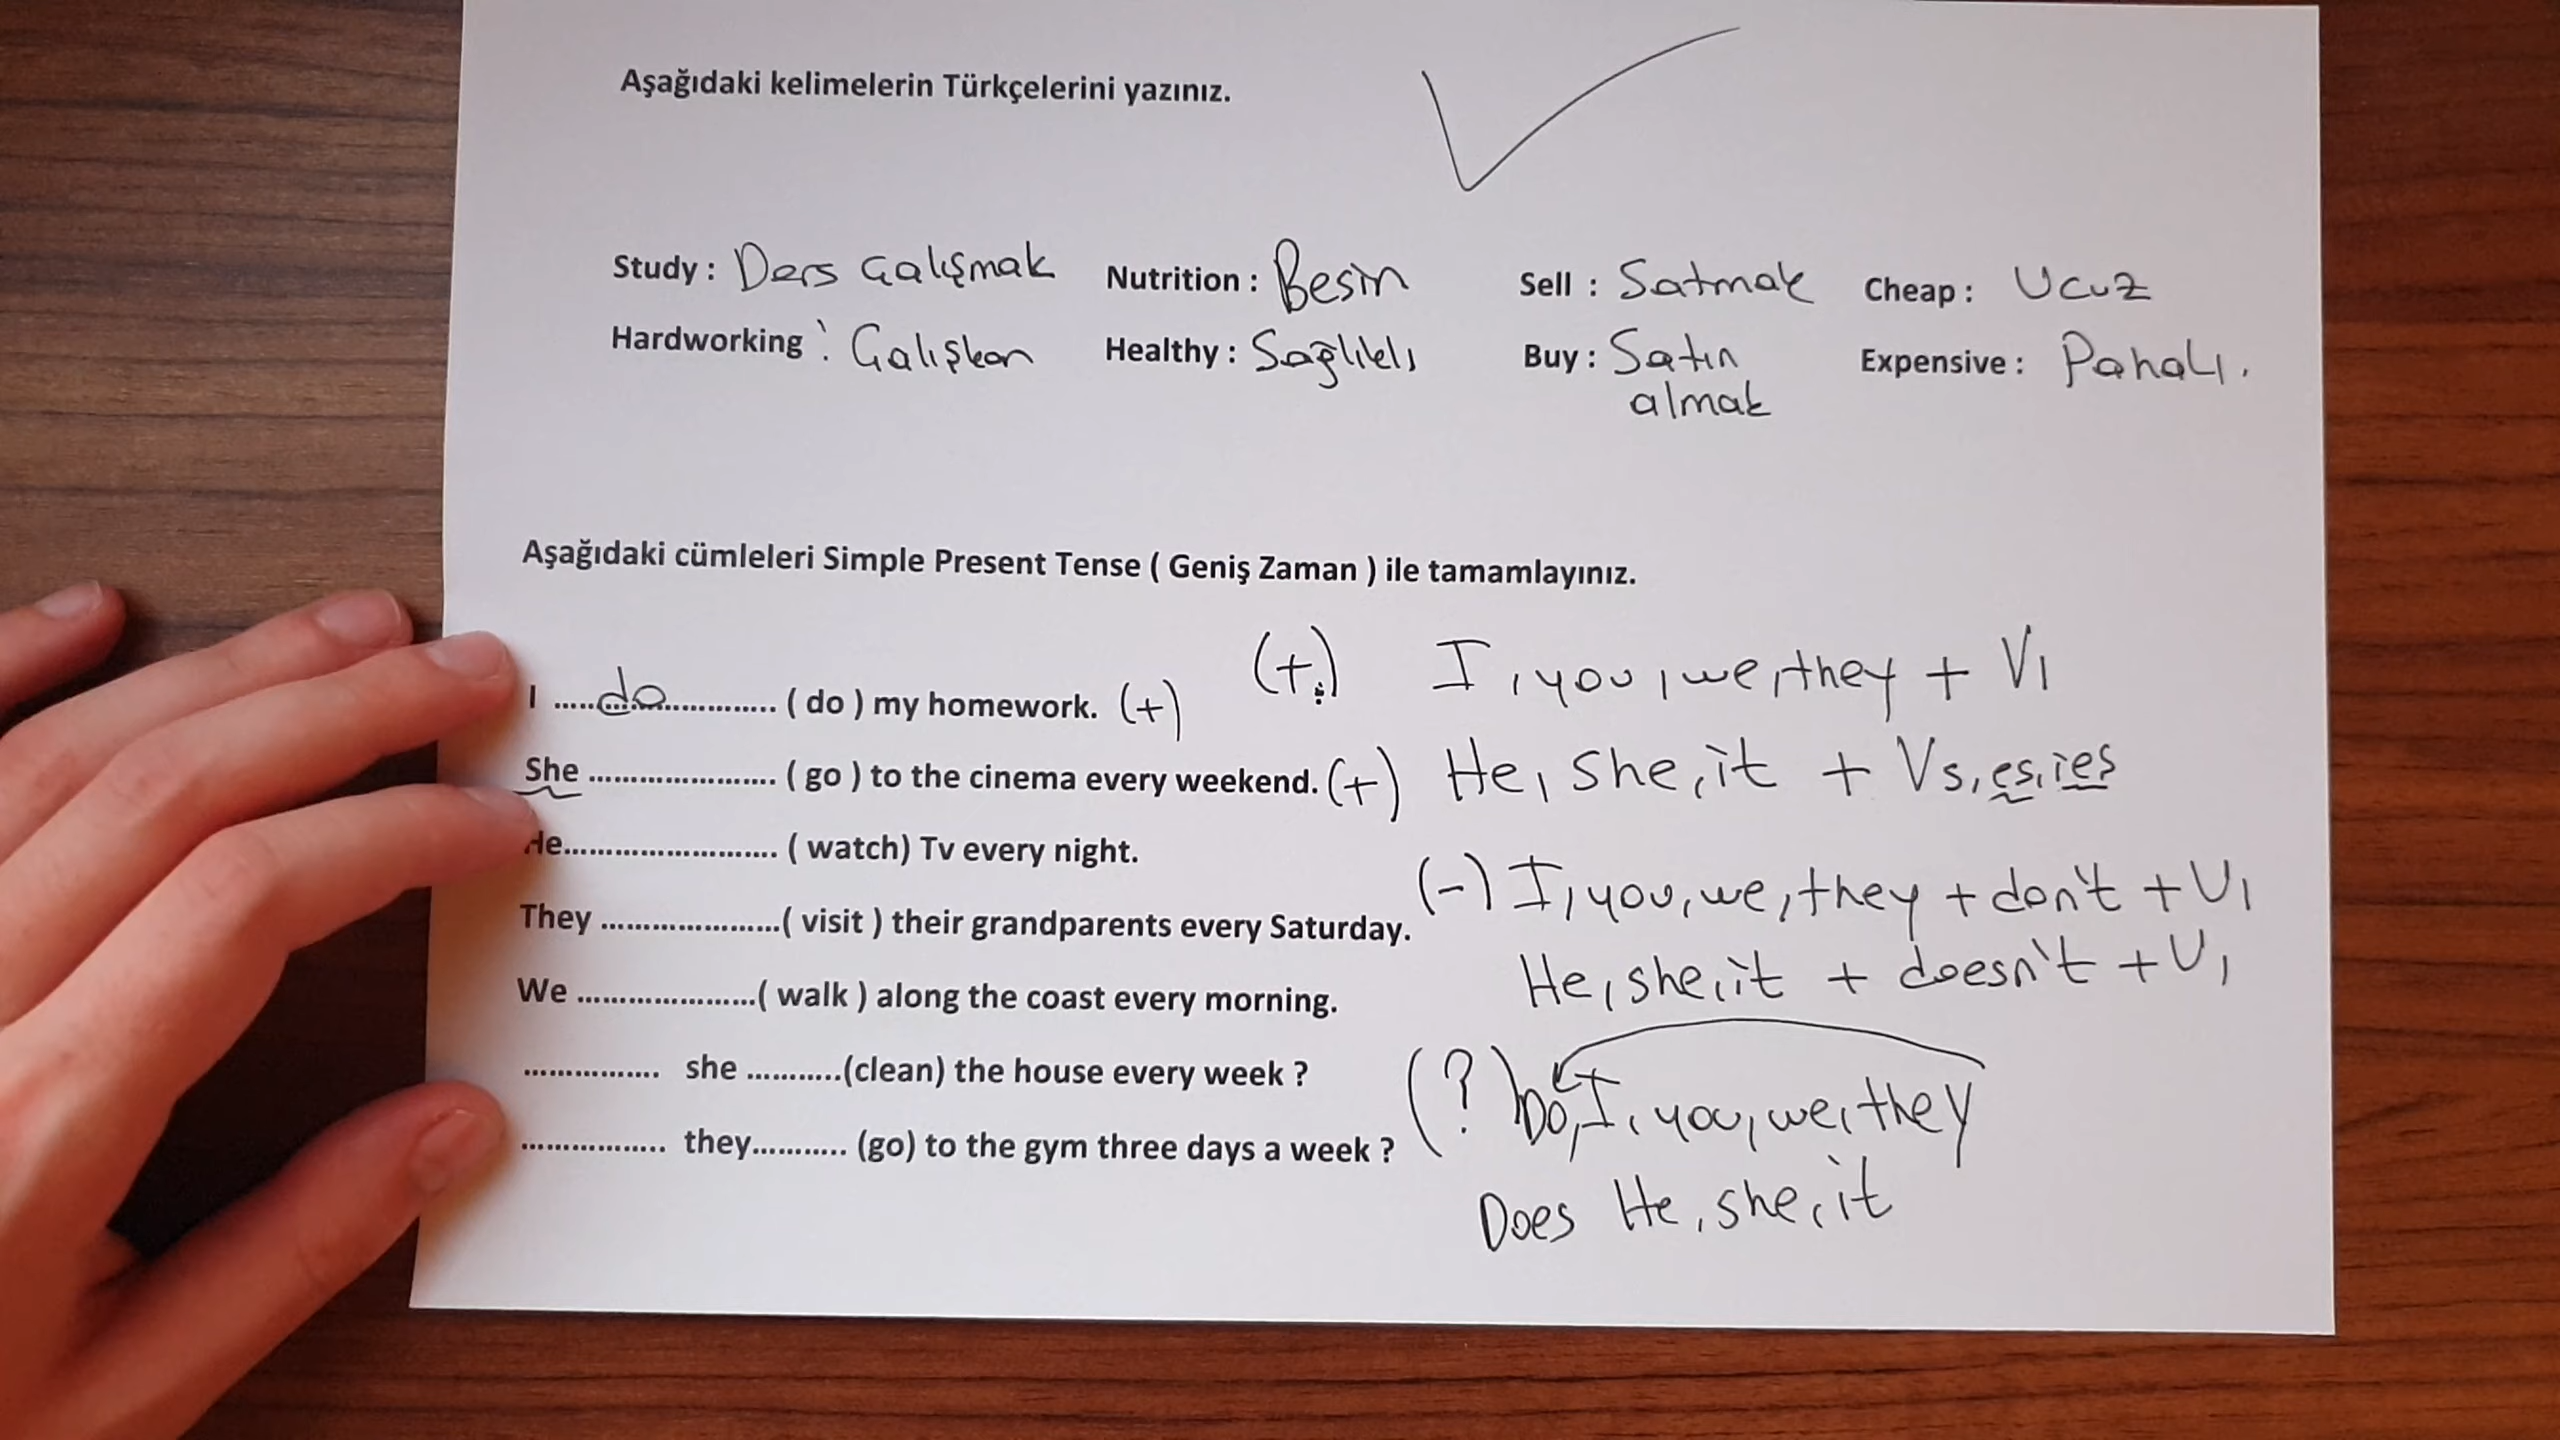 Aşağıdaki kelimelerin Türkçelerini yazınız.
Study : Ders Çalışmak Nutrition : Besin Sell : Satmak Cheap : Ucuz
Hardworking : Çalışkan Healthy : Sağlıklı Buy : Satın almak Expensive : Pahalı.
Aşağıdaki cümleleri Simple Present Tense ( Geniş Zaman ) ile tamamlayınız.
I .....do............... ( do ) my homework. (+)
She ........................ ( go ) to the cinema every weekend.
He........................... ( watch) Tv every night.
They .......................( visit ) their grandparents every Saturday.
We .......................( walk ) along the coast every morning.
................. she ............(clean) the house every week ?
.................. they............ (go) to the gym three days a week ?
(+) I, you, we, they + V1
(+) He, she, it + Vs, es, ies
(-) I, you, we, they + don't + V1
He, she, it + doesn't + V1
(?) Do, I, you, we, they
Does He, she, it